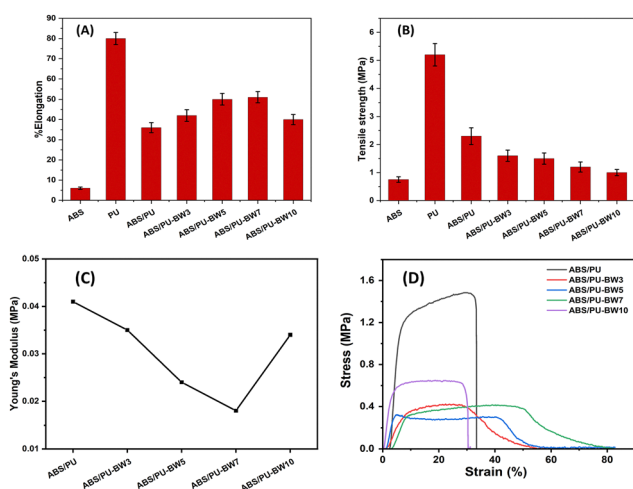 (A)
%Elongation
90
80
70
60
50
40
30
20
10
0
ABS
PU
ABS/PU
ABS/PU-BW3
ABS/PU-BW5
ABS/PU-BW7
ABS/PU-BW10
(B)
Tensile strength (MPa)
6
5
4
3
2
1
0
ABS
PU
ABS/PU
ABS/PU-BW3
ABS/PU-BW5
ABS/PU-BW7
ABS/PU-BW10
(C)
Young's Modulus (MPa)
0.05
0.04
0.03
0.02
0.01
ABS/PU
ABS/PU-BW3
ABS/PU-BW5
ABS/PU-BW7
ABS/PU-BW10
(D)
ABS/PU
ABS/PU-BW3
ABS/PU-BW5
ABS/PU-BW7
ABS/PU-BW10
Stress (MPa)
1.6
1.2
0.8
0.4
0.0
0
20
40
60
80
Strain (%)